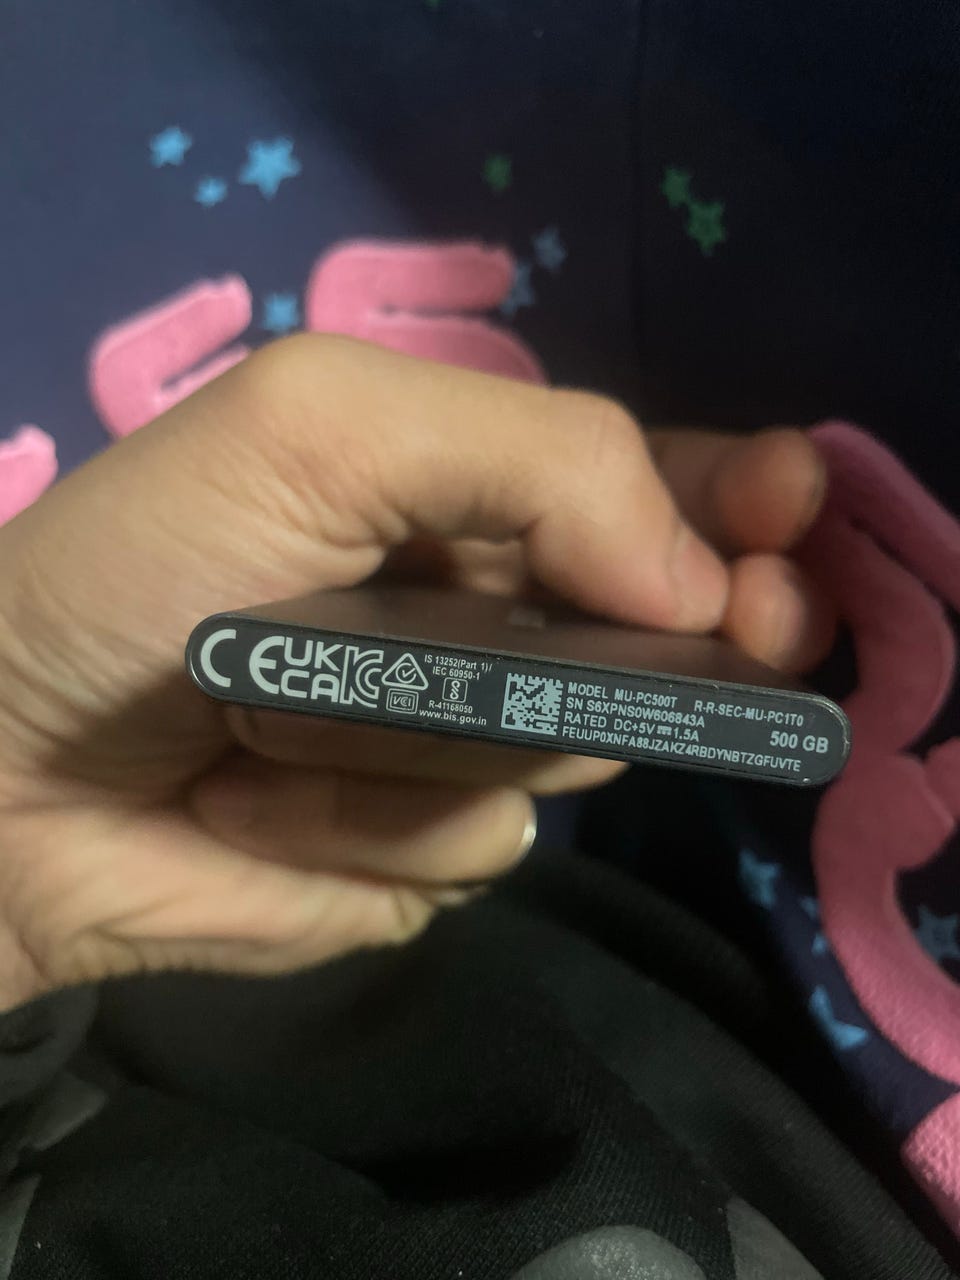 CE
UK
CA
IS 13252(Part 1)/
IEC 60950-1
R-41168050
VCI
www.bis.gov.in
MODEL MU-PC500T R-R-SEC-MU-PC1T0
SN S6XPNS0W606843A
RATED DC+5V⎓1.5A
500 GB
FEUUP0XNFA88JZAKZ4RBDYNBTZGFUVTE